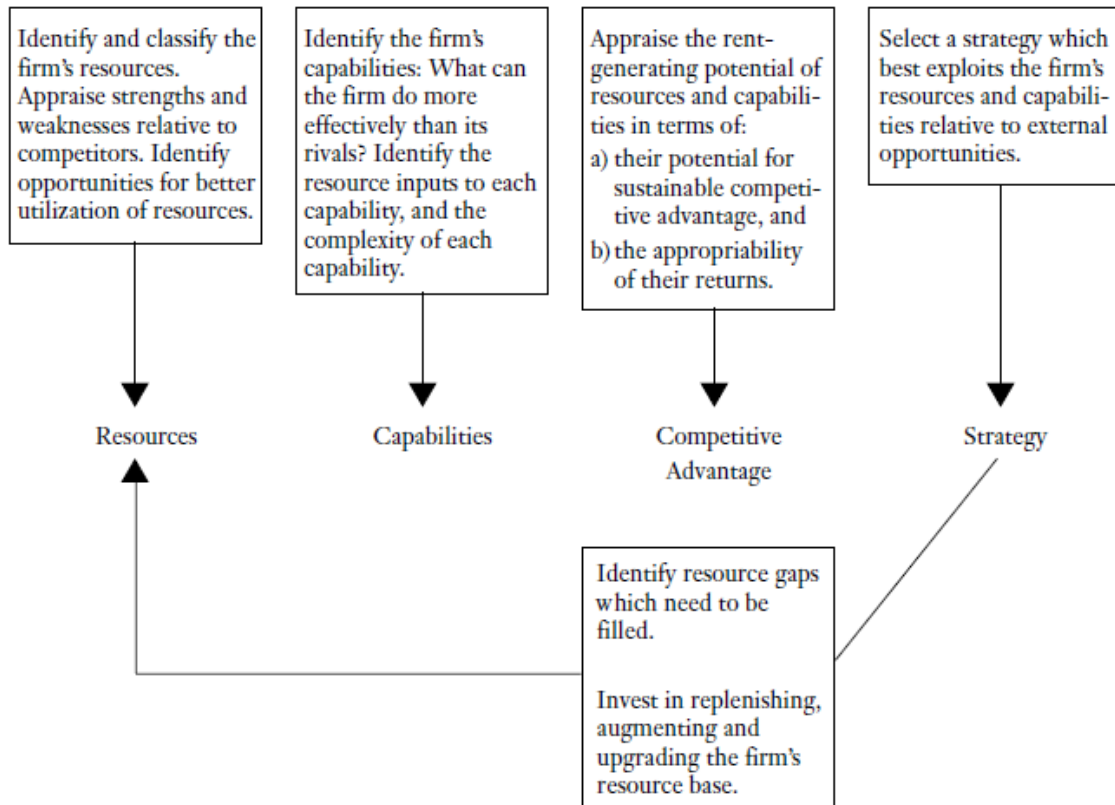 Identify and classify the
firm's resources.
Appraise strengths and
weaknesses relative to
competitors. Identify
opportunities for better
utilization of resources.
Identify the firm's
capabilities: What can
the firm do more
effectively than its
rivals? Identify the
resource inputs to each
capability, and the
complexity of each
capability.
Appraise the rent-
generating potential of
resources and capabili-
ties in terms of:
a) their potential for
sustainable competi-
tive advantage, and
b) the appropriability
of their returns.
Select a strategy which
best exploits the firm's
resources and capabili-
ties relative to external
opportunities.
Resources
Capabilities
Competitive
Advantage
Strategy
Identify resource gaps
which need to be
filled.
Invest in replenishing,
augmenting and
upgrading the firm's
resource base.